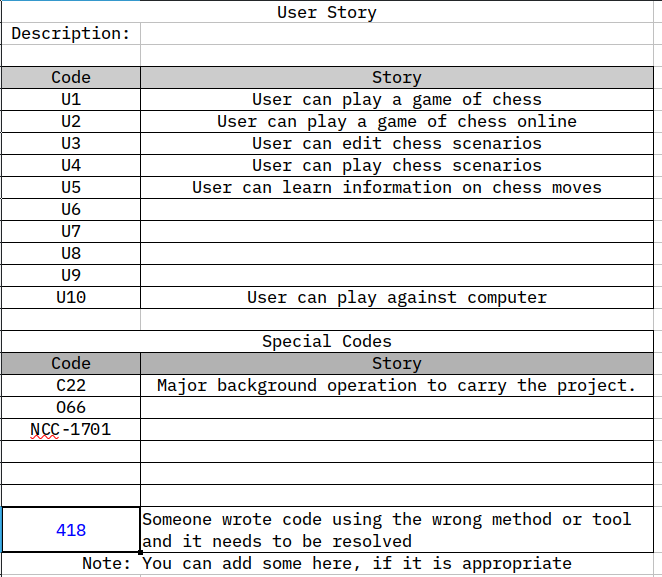 User Story
Description:
Code Story
U1 User can play a game of chess
U2 User can play a game of chess online
U3 User can edit chess scenarios
U4 User can play chess scenarios
U5 User can learn information on chess moves
U6
U7
U8
U9
U10 User can play against computer
Special Codes
Code Story
C22 Major background operation to carry the project.
O66
NCC-1701
418 Someone wrote code using the wrong method or tool
and it needs to be resolved
Note: You can add some here, if it is appropriate